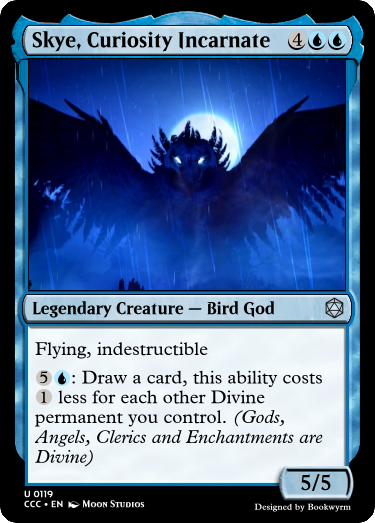 Skye, Curiosity Incarnate 4
Legendary Creature — Bird God
Flying, indestructible
5: Draw a card, this ability costs
1 less for each other Divine
permanent you control. (Gods,
Angels, Clerics and Enchantments are
Divine)
5/5
U 0119
CCC • EN Moon Studios
Designed by Bookwyrm